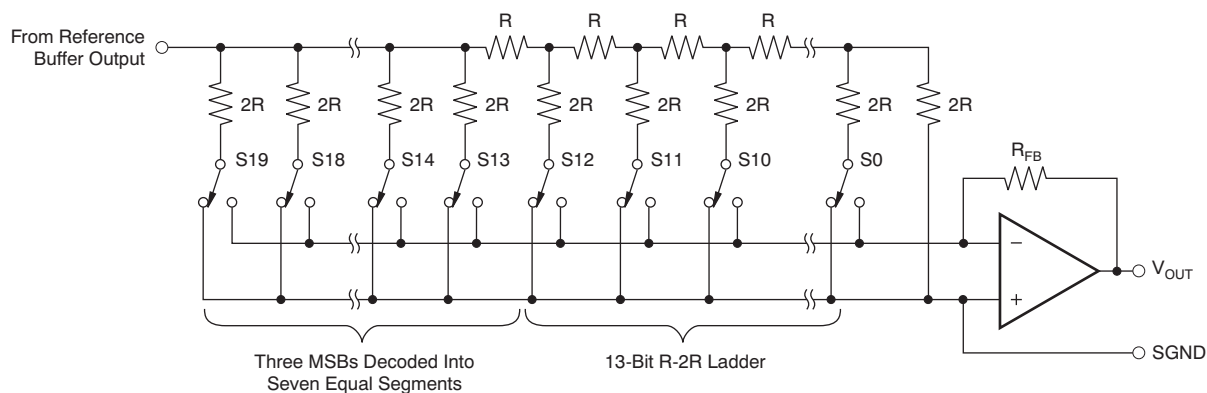 From Reference
Buffer Output
R R R R
2R 2R 2R 2R 2R 2R 2R 2R 2R
S19 S18 S14 S13 S12 S11 S10 S0
RFB
−
+
VOUT
SGND
Three MSBs Decoded Into
Seven Equal Segments
13-Bit R-2R Ladder